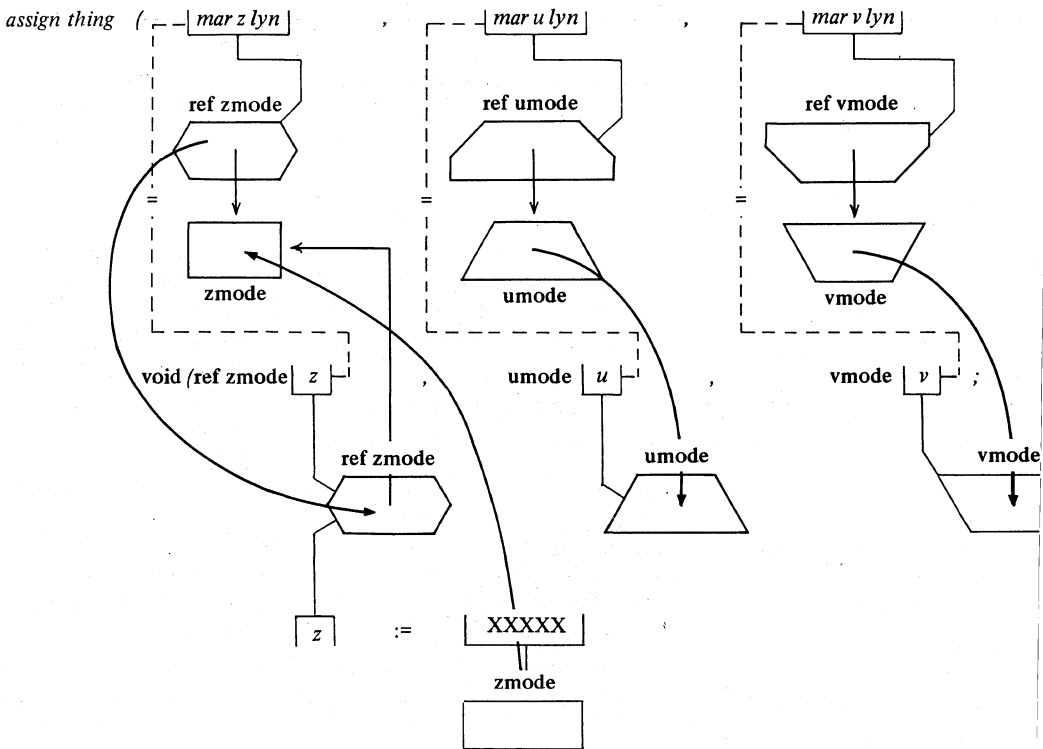 assign thing ( mar z lyn , mar u lyn , mar v lyn
ref zmode ref umode ref vmode
= = =
zmode umode vmode
void (ref zmode z , umode u , vmode v ;
ref zmode umode vmode
z := XXXXX
zmode